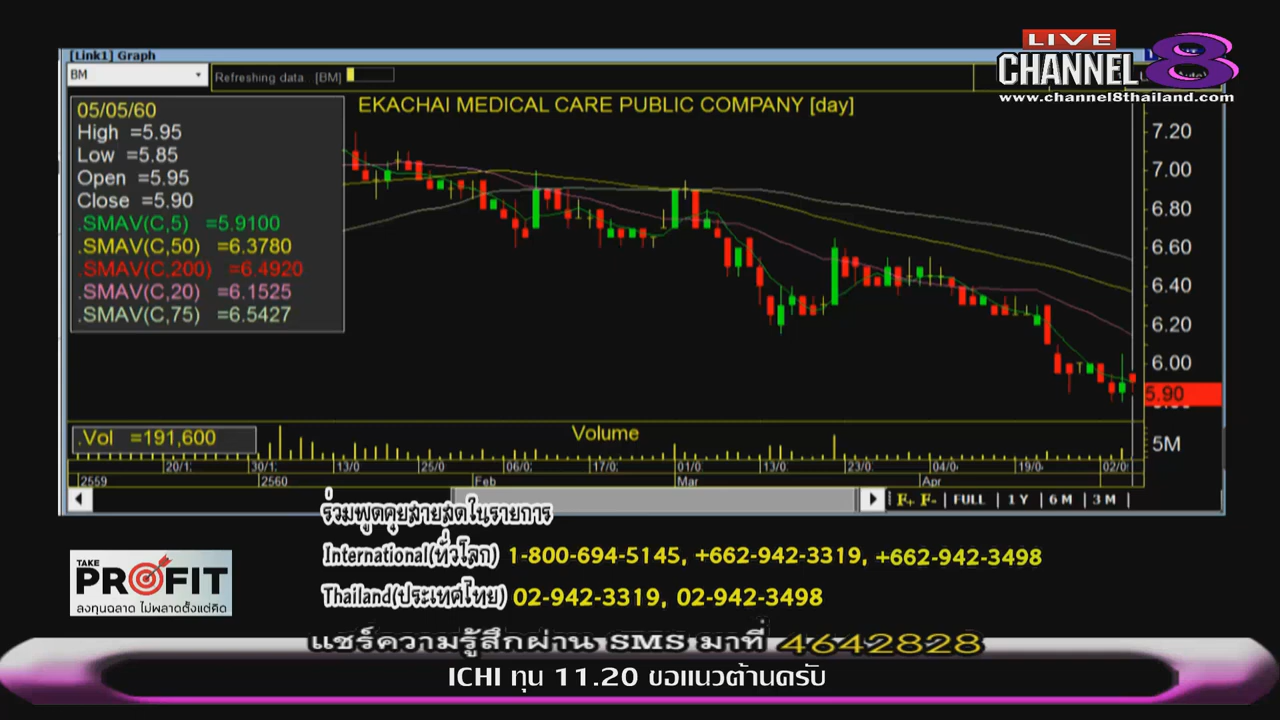 [Link1] Graph
BM
Refreshing data [BM]
LIVE
CHANNEL 8
www.channel8thailand.com
EKACHAI MEDICAL CARE PUBLIC COMPANY [day]
05/05/60
High =5.95
Low =5.85
Open =5.95
Close =5.90
.SMAV(C,5) =5.9100
.SMAV(C,50) =6.3780
.SMAV(C,200) =6.4920
.SMAV(C,20) =6.1525
.SMAV(C,75) =6.5427
7.20
7.00
6.80
6.60
6.40
6.20
6.00
5.90
.Vol =191,600
Volume
5M
20/1: 30/1: 13/0 25/0 06/0: 17/0: 01/0: 13/0: 23/0: 04/0 19/0 02/0
2559 2560 Feb Mar Apr
F+ F- FULL 1 Y 6 M 3 M
ร่วมพูดคุยสายสดในรายการ
International(ทั่วโลก) 1-800-694-5145, +662-942-3319, +662-942-3498
Thailand(ประเทศไทย) 02-942-3319, 02-942-3498
TAKE
PROFIT
ลงทุนฉลาด ไม่พลาดตั้งแต่คิด
แชร์ความรู้สึกผ่าน SMS มาที่ 4642828
ICHI ทุน 11.20 ขอแนวต้านครับ